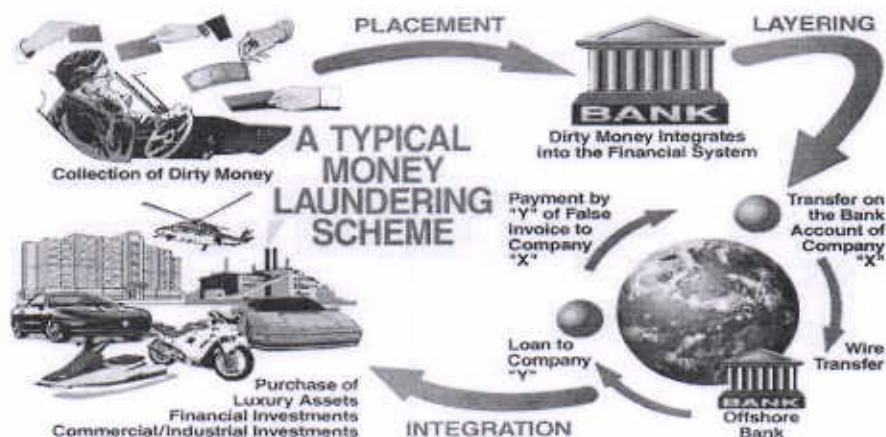 PLACEMENT
LAYERING
BANK
Dirty Money Integrates
into the Financial System
Collection of Dirty Money
A TYPICAL
MONEY
LAUNDERING
SCHEME
Payment by
"Y" of False
Invoice to
Company
"X"
Transfer on
the Bank
Account of
Company
"X"
Loan to
Company
"Y"
Wire
Transfer
BANK
Offshore
Bank
Purchase of
Luxury Assets
Financial Investments
Commercial/Industrial Investments
INTEGRATION